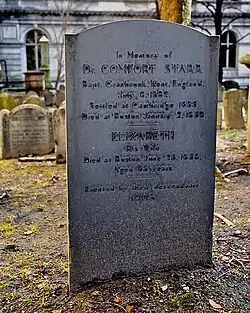 In Memory of
Dr COMFORT STARR
Bapt. Cranbrook, Kent, England,
July 6, 1589.
Settled at Cambridge 1635
Died at Boston January 2, 1659.
ELIZABETH
His Wife
Died at Boston June 25, 1658,
Aged 63 years.
Erected by their descendants